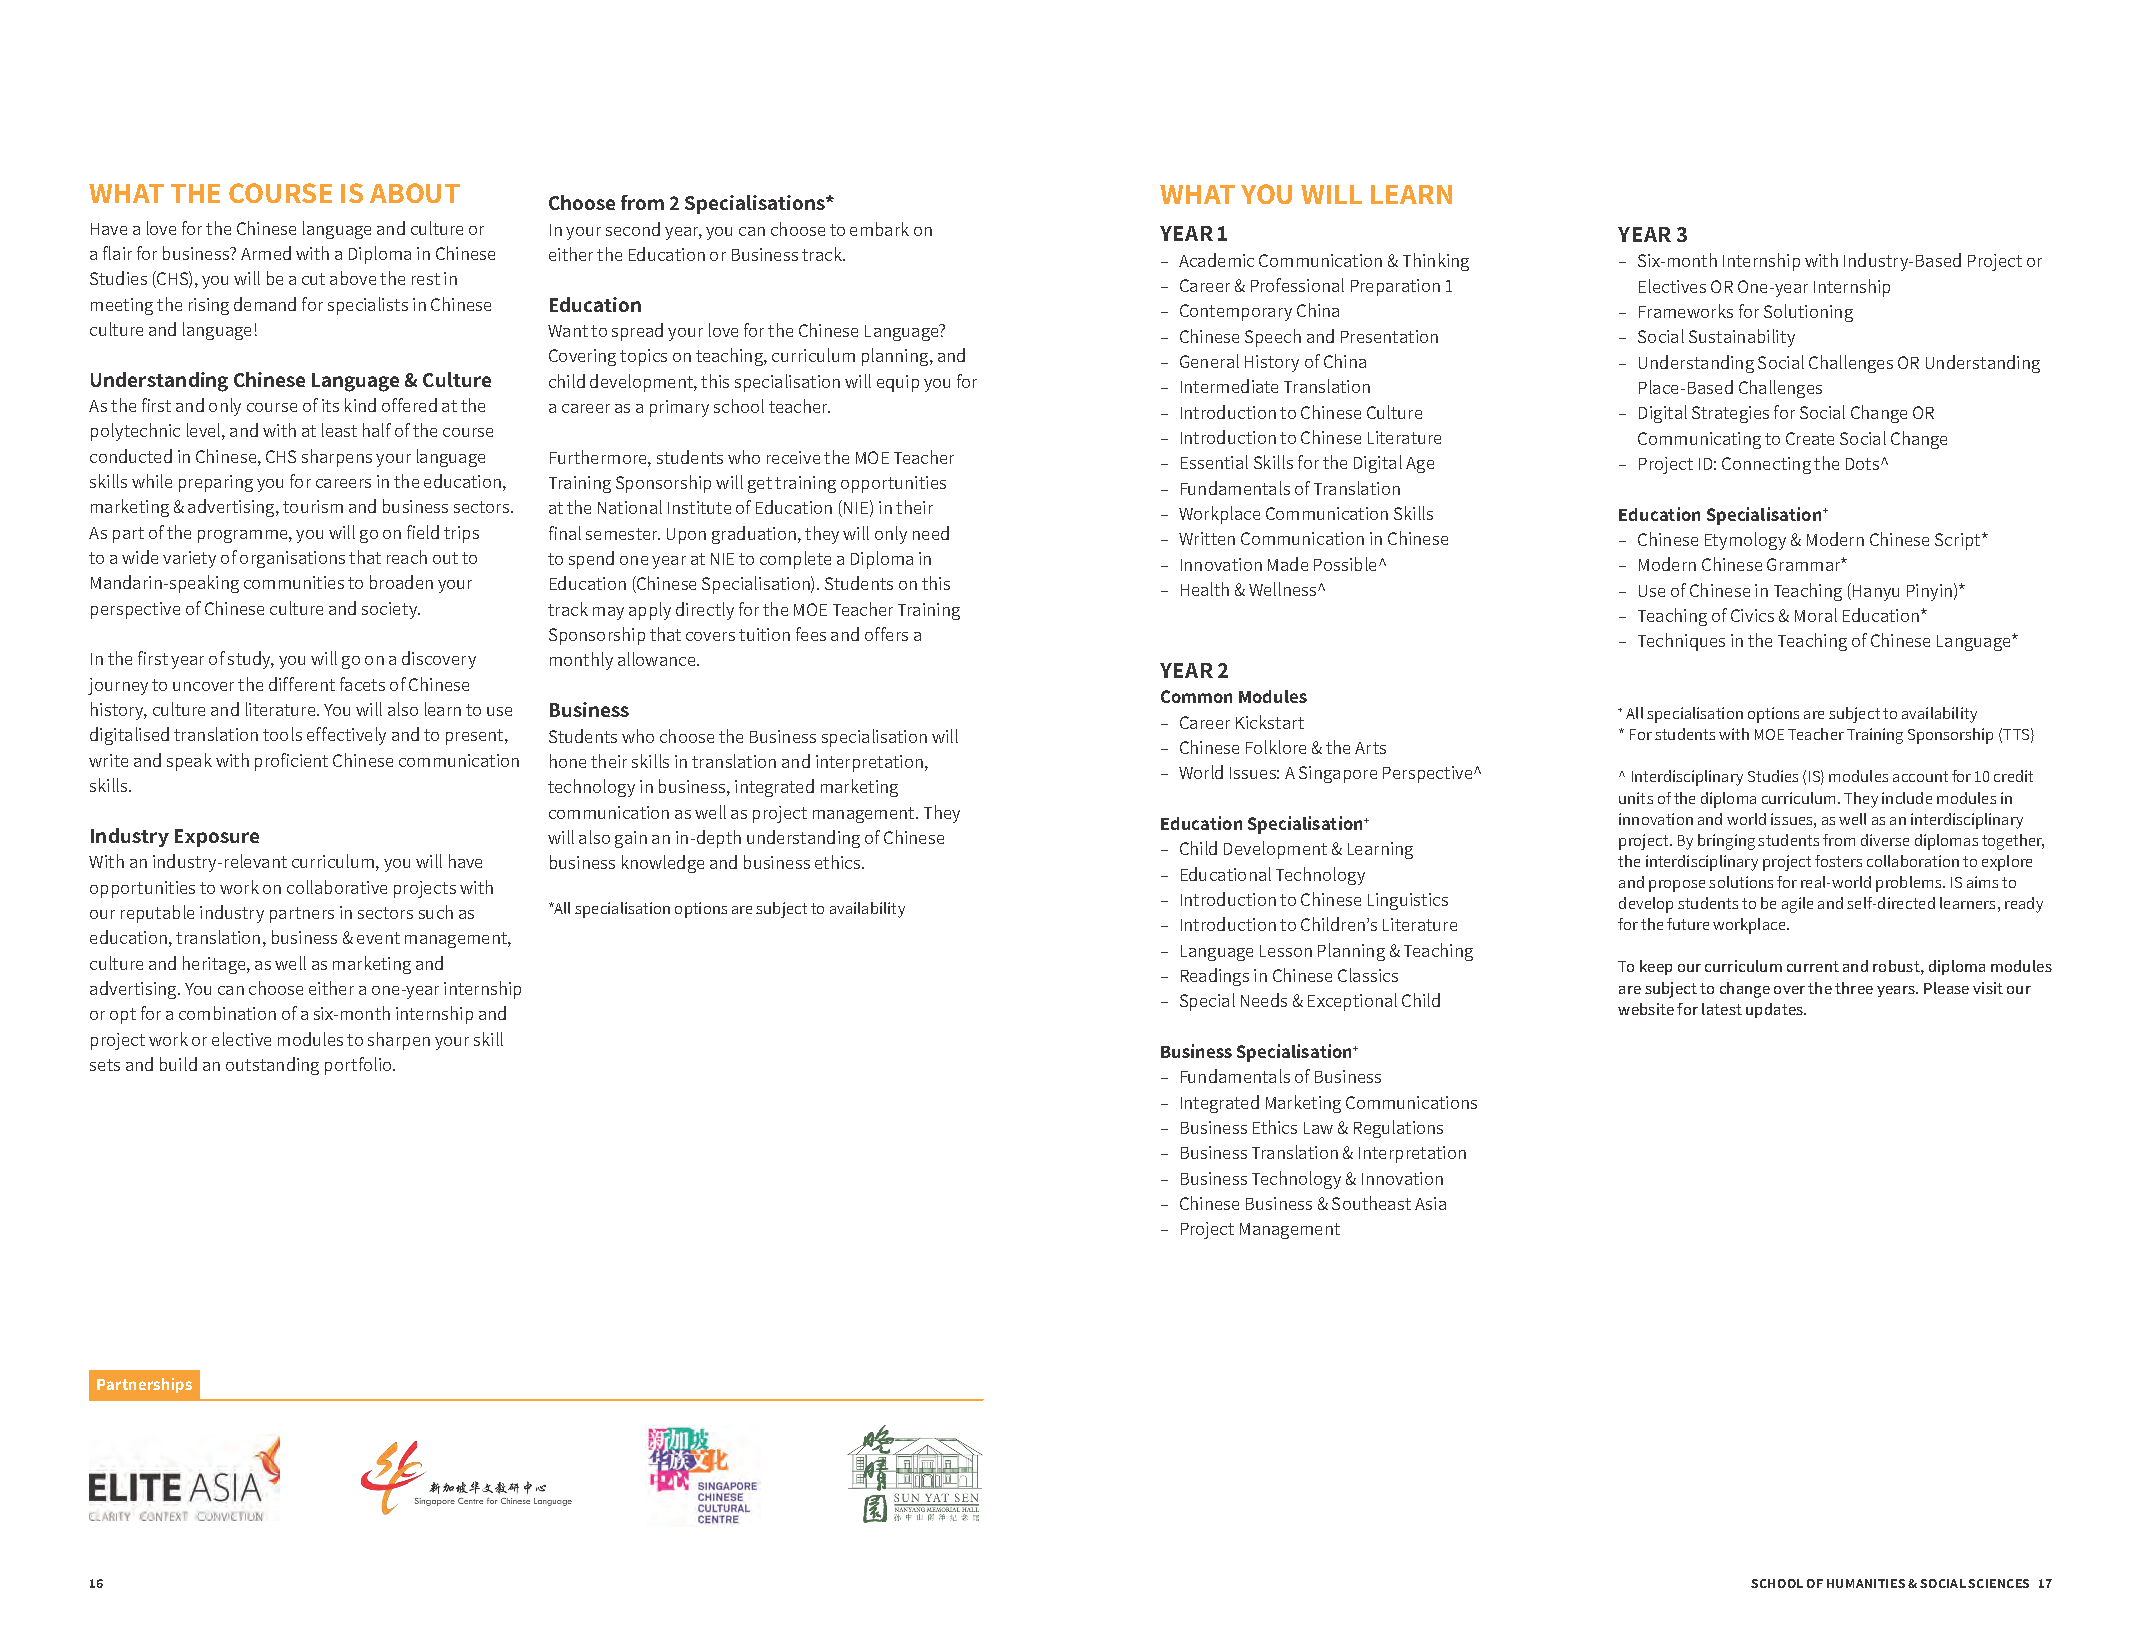 WHAT THE COURSE IS ABOUT
Have a love for the Chinese language and culture or
a flair for business? Armed with a Diploma in Chinese
Studies (CHS), you will be a cut above the rest in
meeting the rising demand for specialists in Chinese
culture and language!
Understanding Chinese Language & Culture
As the first and only course of its kind offered at the
polytechnic level, and with at least half of the course
conducted in Chinese, CHS sharpens your language
skills while preparing you for careers in the education,
marketing & advertising, tourism and business sectors.
As part of the programme, you will go on field trips
to a wide variety of organisations that reach out to
Mandarin-speaking communities to broaden your
perspective of Chinese culture and society.
In the first year of study, you will go on a discovery
journey to uncover the different facets of Chinese
history, culture and literature. You will also learn to use
digitalised translation tools effectively and to present,
write and speak with proficient Chinese communication
skills.
Industry Exposure
With an industry-relevant curriculum, you will have
opportunities to work on collaborative projects with
our reputable industry partners in sectors such as
education, translation, business & event management,
culture and heritage, as well as marketing and
advertising. You can choose either a one-year internship
or opt for a combination of a six-month internship and
project work or elective modules to sharpen your skill
sets and build an outstanding portfolio.
Choose from 2 Specialisations*
In your second year, you can choose to embark on
either the Education or Business track.
Education
Want to spread your love for the Chinese Language?
Covering topics on teaching, curriculum planning, and
child development, this specialisation will equip you for
a career as a primary school teacher.
Furthermore, students who receive the MOE Teacher
Training Sponsorship will get training opportunities
at the National Institute of Education (NIE) in their
final semester. Upon graduation, they will only need
to spend one year at NIE to complete a Diploma in
Education (Chinese Specialisation). Students on this
track may apply directly for the MOE Teacher Training
Sponsorship that covers tuition fees and offers a
monthly allowance.
Business
Students who choose the Business specialisation will
hone their skills in translation and interpretation,
technology in business, integrated marketing
communication as well as project management. They
will also gain an in-depth understanding of Chinese
business knowledge and business ethics.
*All specialisation options are subject to availability
WHAT YOU WILL LEARN
YEAR 1
– Academic Communication & Thinking
– Career & Professional Preparation 1
– Contemporary China
– Chinese Speech and Presentation
– General History of China
– Intermediate Translation
– Introduction to Chinese Culture
– Introduction to Chinese Literature
– Essential Skills for the Digital Age
– Fundamentals of Translation
– Workplace Communication Skills
– Written Communication in Chinese
– Innovation Made Possible^
– Health & Wellness^
YEAR 2
Common Modules
– Career Kickstart
– Chinese Folklore & the Arts
– World Issues: A Singapore Perspective^
Education Specialisation⁺
– Child Development & Learning
– Educational Technology
– Introduction to Chinese Linguistics
– Introduction to Children’s Literature
– Language Lesson Planning & Teaching
– Readings in Chinese Classics
– Special Needs & Exceptional Child
Business Specialisation⁺
– Fundamentals of Business
– Integrated Marketing Communications
– Business Ethics Law & Regulations
– Business Translation & Interpretation
– Business Technology & Innovation
– Chinese Business & Southeast Asia
– Project Management
YEAR 3
– Six-month Internship with Industry-Based Project or
Electives OR One-year Internship
– Frameworks for Solutioning
– Social Sustainability
– Understanding Social Challenges OR Understanding
Place-Based Challenges
– Digital Strategies for Social Change OR
Communicating to Create Social Change
– Project ID: Connecting the Dots^
Education Specialisation⁺
– Chinese Etymology & Modern Chinese Script*
– Modern Chinese Grammar*
– Use of Chinese in Teaching (Hanyu Pinyin)*
– Teaching of Civics & Moral Education*
– Techniques in the Teaching of Chinese Language*
⁺ All specialisation options are subject to availability
* For students with MOE Teacher Training Sponsorship (TTS)
^ Interdisciplinary Studies (IS) modules account for 10 credit
units of the diploma curriculum. They include modules in
innovation and world issues, as well as an interdisciplinary
project. By bringing students from diverse diplomas together,
the interdisciplinary project fosters collaboration to explore
and propose solutions for real-world problems. IS aims to
develop students to be agile and self-directed learners, ready
for the future workplace.
To keep our curriculum current and robust, diploma modules
are subject to change over the three years. Please visit our
website for latest updates.
Partnerships
ELITE ASIA
CLARITY CONTEXT CONVICTION
新加坡华文教研中心
Singapore Centre for Chinese Language
新加坡
华族文化
中心
SINGAPORE
CHINESE
CULTURAL
CENTRE
晚晴园
SUN YAT SEN
NANYANG MEMORIAL HALL
孙中山南洋纪念馆
16
SCHOOL OF HUMANITIES & SOCIAL SCIENCES 17